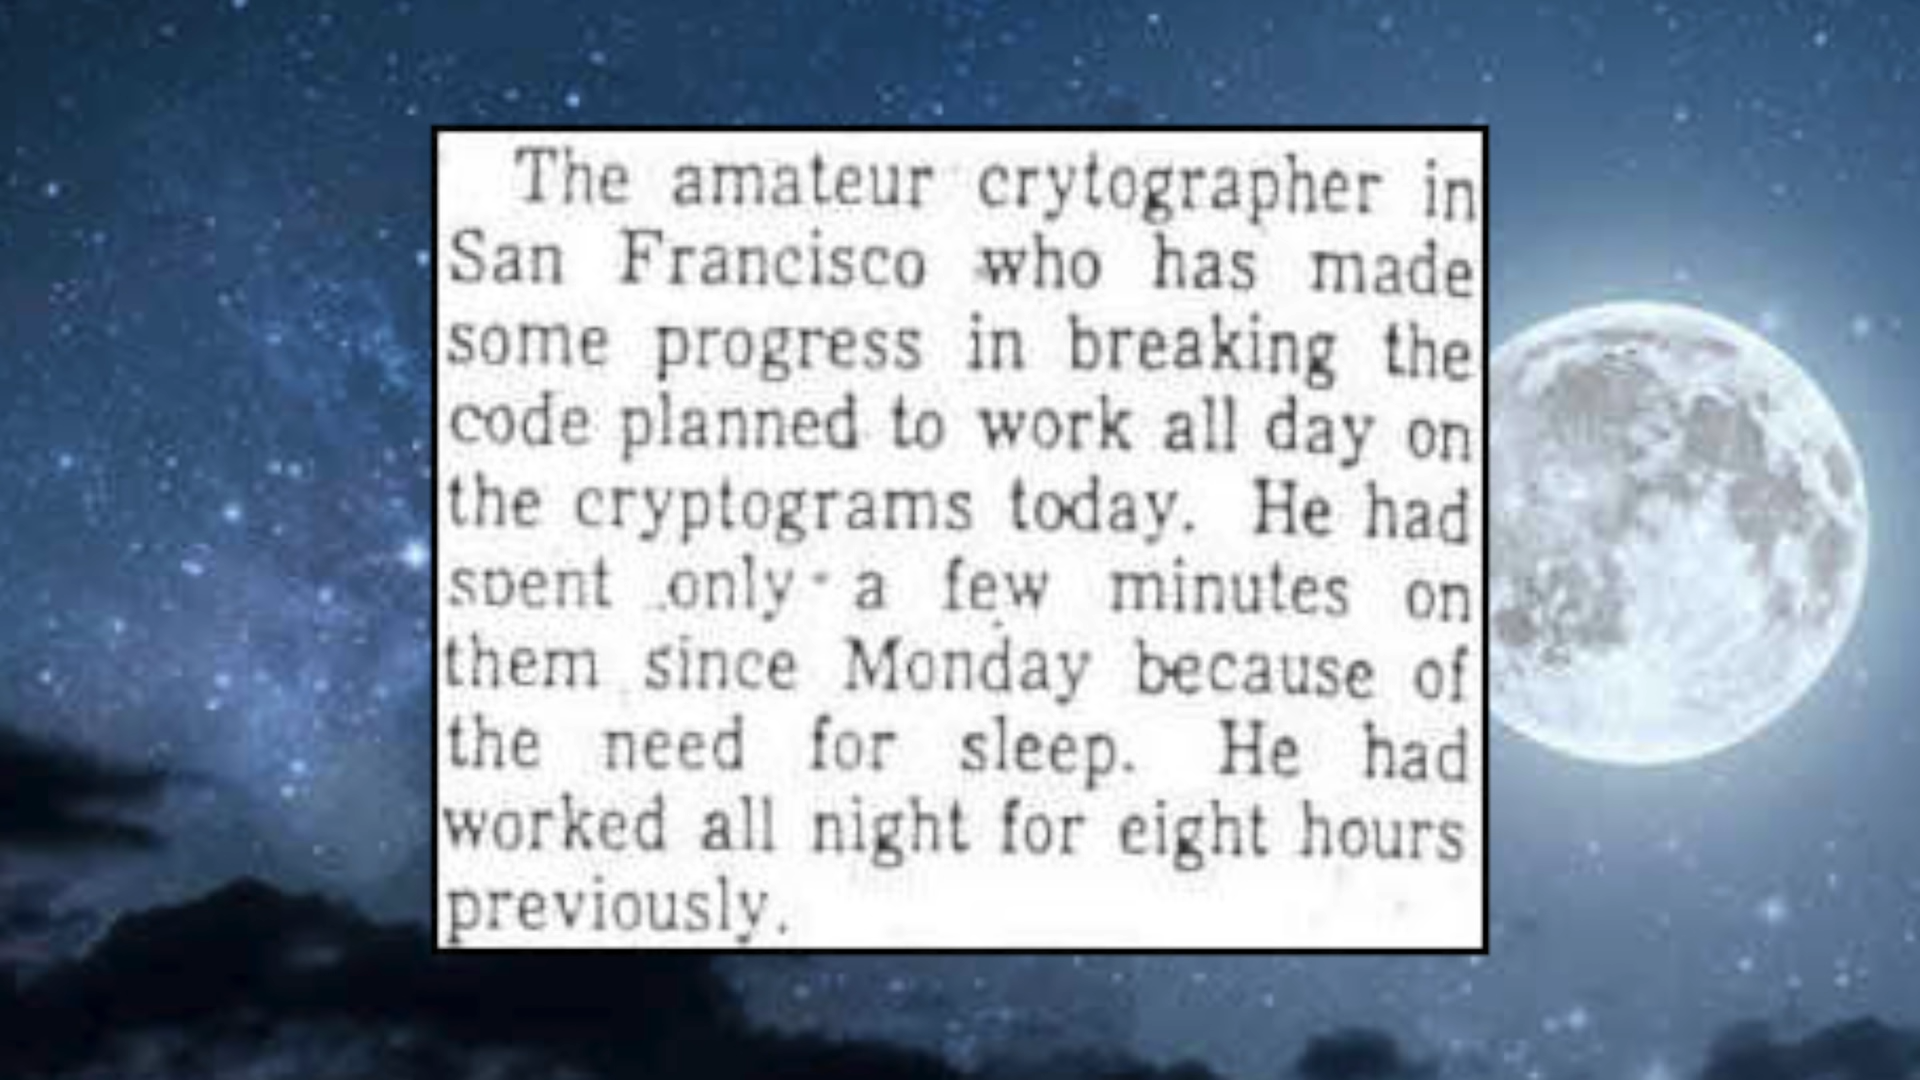 The amateur crytographer in
San Francisco who has made
some progress in breaking the
code planned to work all day on
the cryptograms today. He had
spent only a few minutes on
them since Monday because of
the need for sleep. He had
worked all night for eight hours
previously.